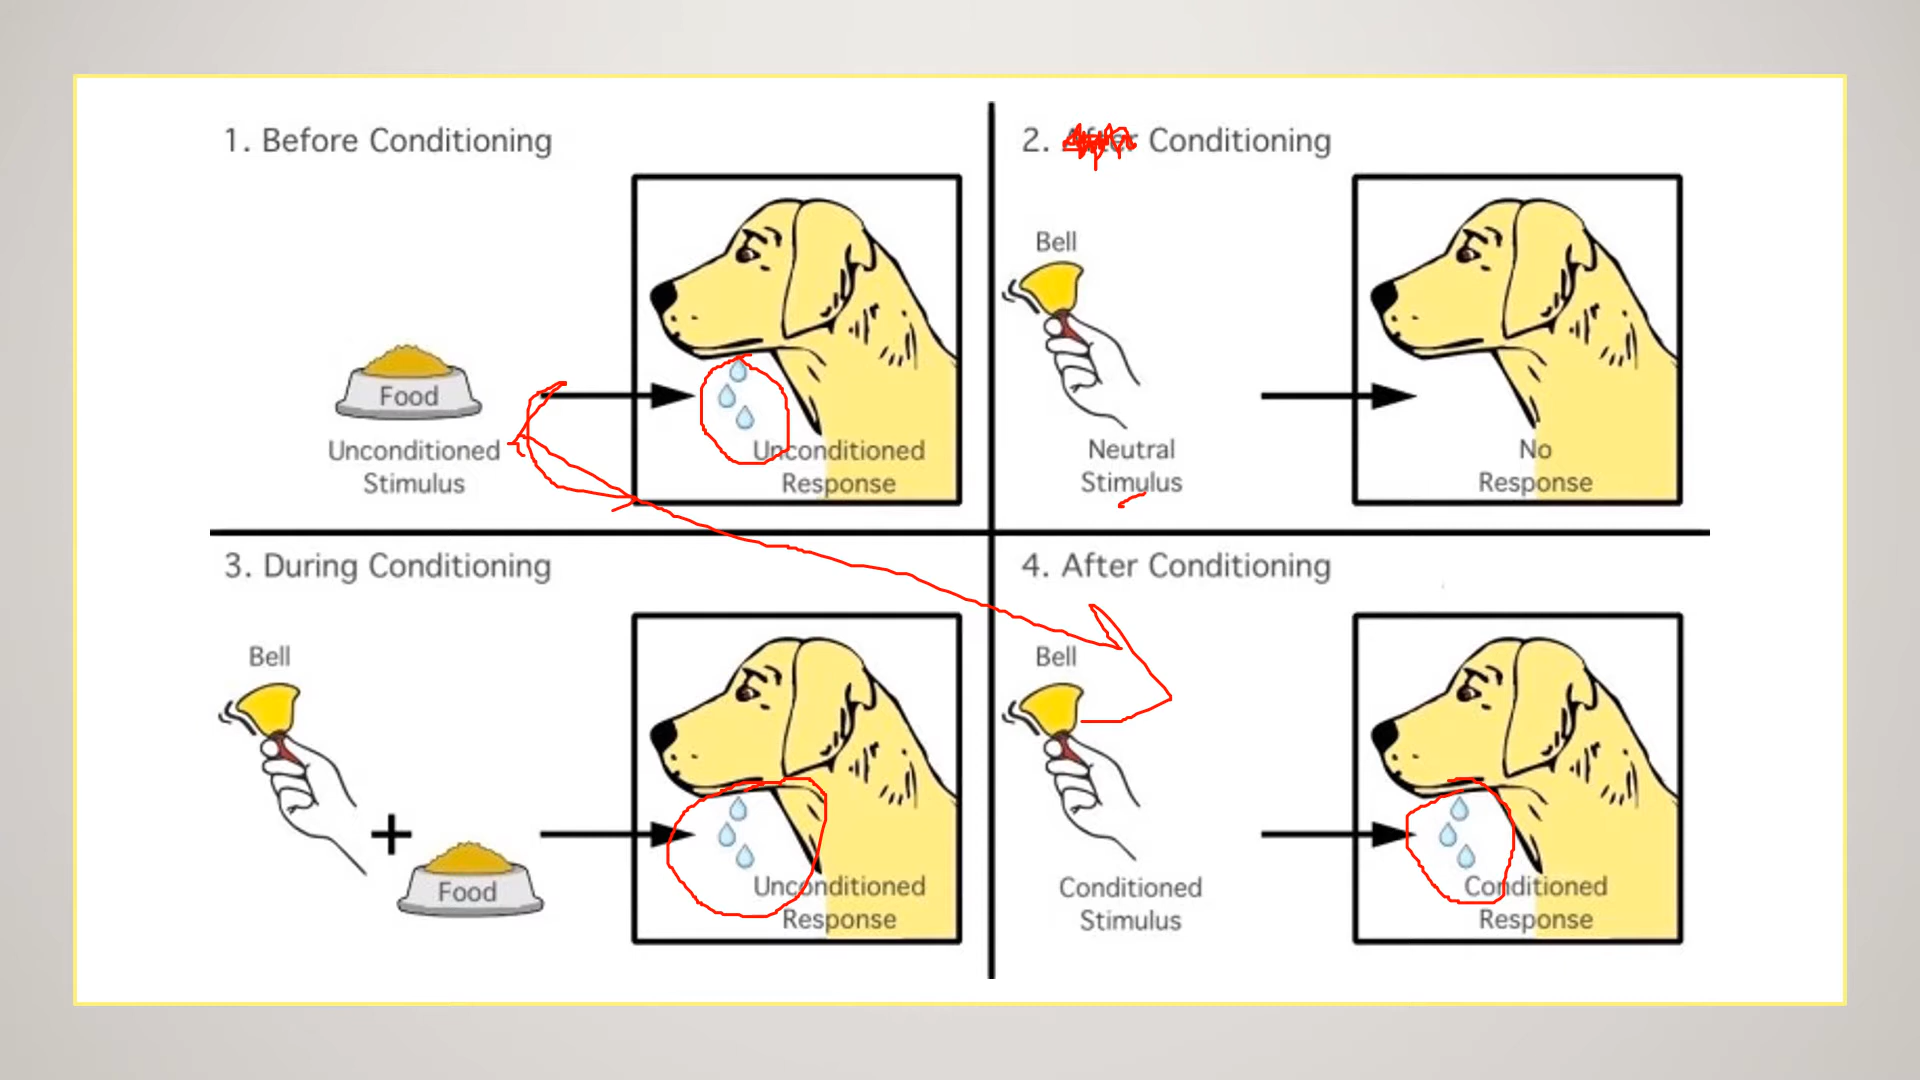 1. Before Conditioning
Food
Unconditioned
Stimulus
Unconditioned
Response
2. After Conditioning
Bell
Neutral
Stimulus
No
Response
3. During Conditioning
Bell
+
Food
Unconditioned
Response
4. After Conditioning
Bell
Conditioned
Stimulus
Conditioned
Response